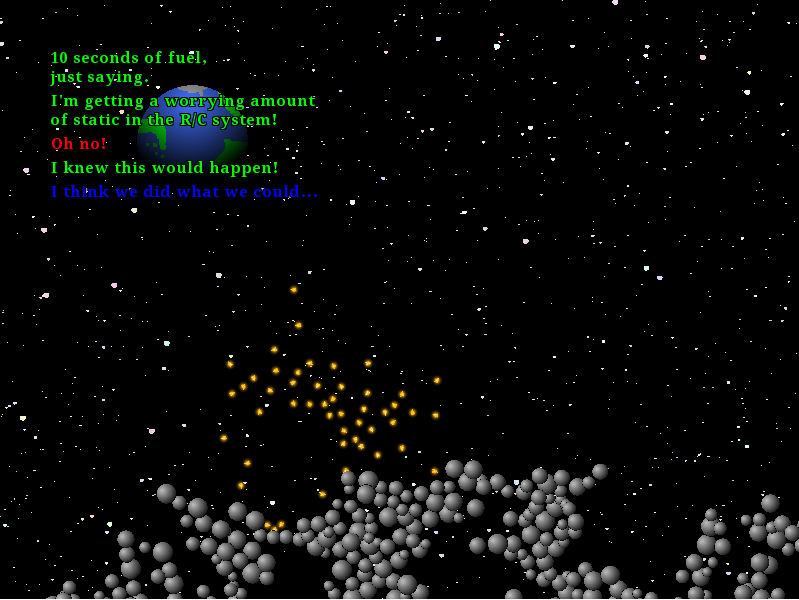 10 seconds of fuel,
just saying.
I'm getting a worrying amount
of static in the R/C system!
Oh no!
I knew this would happen!
I think we did what we could...